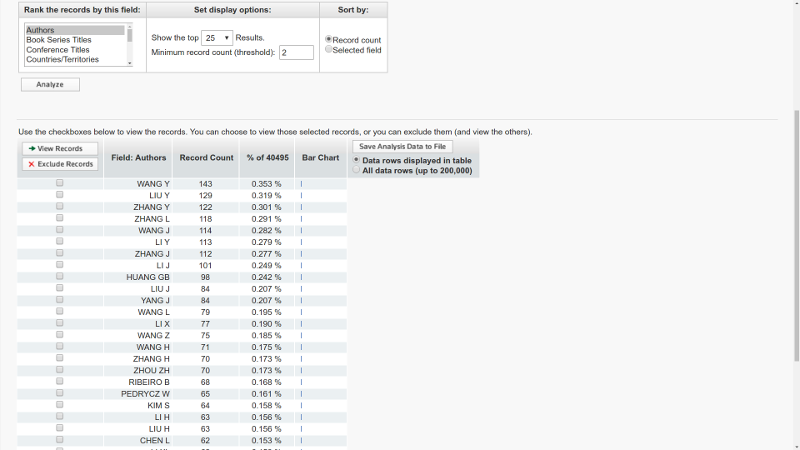 Rank the records by this field: Set display options: Sort by:
Authors
Book Series Titles
Conference Titles
Countries/Territories
Show the top 25 Results.
Minimum record count (threshold): 2
Record count
Selected field
Analyze
Use the checkboxes below to view the records. You can choose to view those selected records, or you can exclude them (and view the others).
View Records
Exclude Records
Field: Authors Record Count % of 40495 Bar Chart
Save Analysis Data to File
Data rows displayed in table
All data rows (up to 200,000)
WANG Y 143 0.353 %
LIU Y 129 0.319 %
ZHANG Y 122 0.301 %
ZHANG L 118 0.291 %
WANG J 114 0.282 %
LI Y 113 0.279 %
ZHANG J 112 0.277 %
LI J 101 0.249 %
HUANG GB 98 0.242 %
LIU J 84 0.207 %
YANG J 84 0.207 %
WANG L 79 0.195 %
LI X 77 0.190 %
WANG Z 75 0.185 %
WANG H 71 0.175 %
ZHANG H 70 0.173 %
ZHOU ZH 70 0.173 %
RIBEIRO B 68 0.168 %
PEDRYCZ W 65 0.161 %
KIM S 64 0.158 %
LI H 63 0.156 %
LIU H 63 0.156 %
CHEN L 62 0.153 %